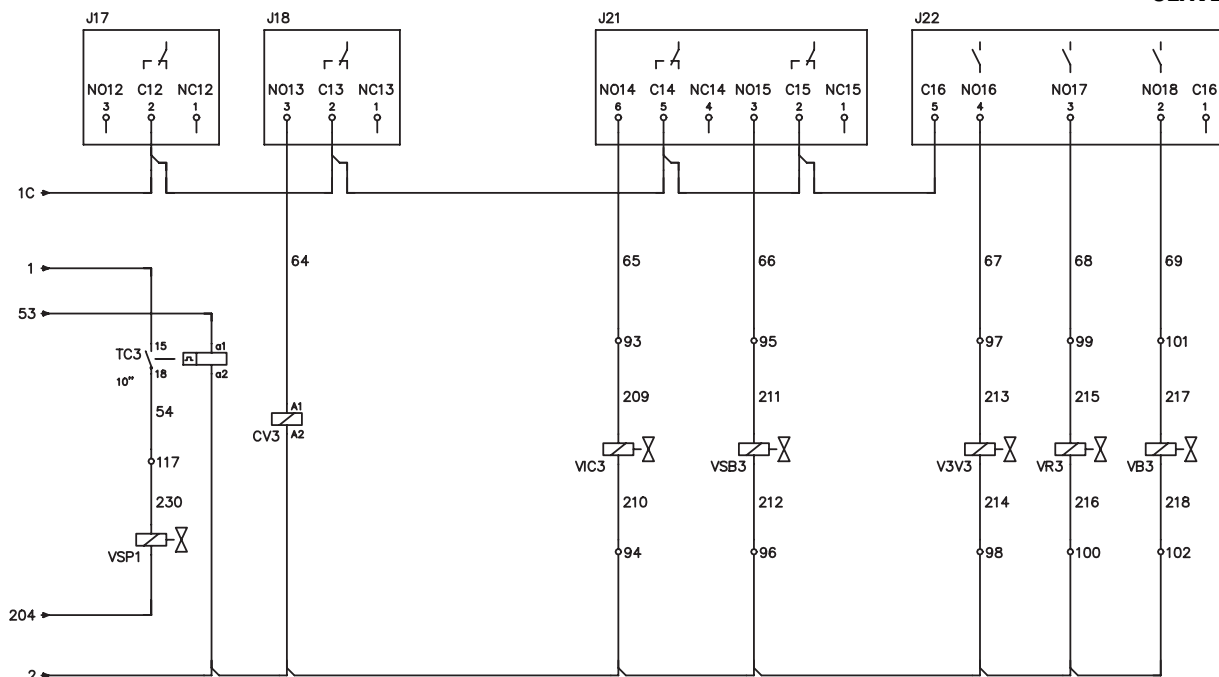 J17 J18 J21 J22
NO12 C12 NC12 NO13 C13 NC13 NO14 C14 NC14 NO15 C15 NC15 C16 NO16 NO17 NO18 C16
3 2 1 3 2 1 6 5 4 3 2 1 5 4 3 2 1
1C
64 65 66 67 68 69
1
53
15 a1 93 95 97 99 101
TC3
18 a2
10"
209 211 213 215 217
54 A1
CV3 A2
117 VIC3 VSB3 V3V3 VR3 VB3
230 210 212 214 216 218
VSP1 94 96 98 100 102
204
2